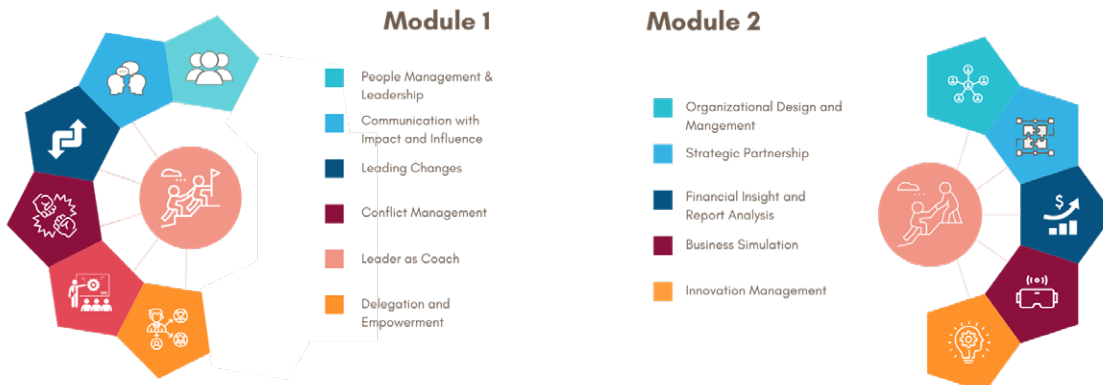 Module 1
People Management &
Leadership
Communication with
Impact and Influence
Leading Changes
Conflict Management
Leader as Coach
Delegation and
Empowerment
Module 2
Organizational Design and
Mangement
Strategic Partnership
Financial Insight and
Report Analysis
Business Simulation
Innovation Management
$